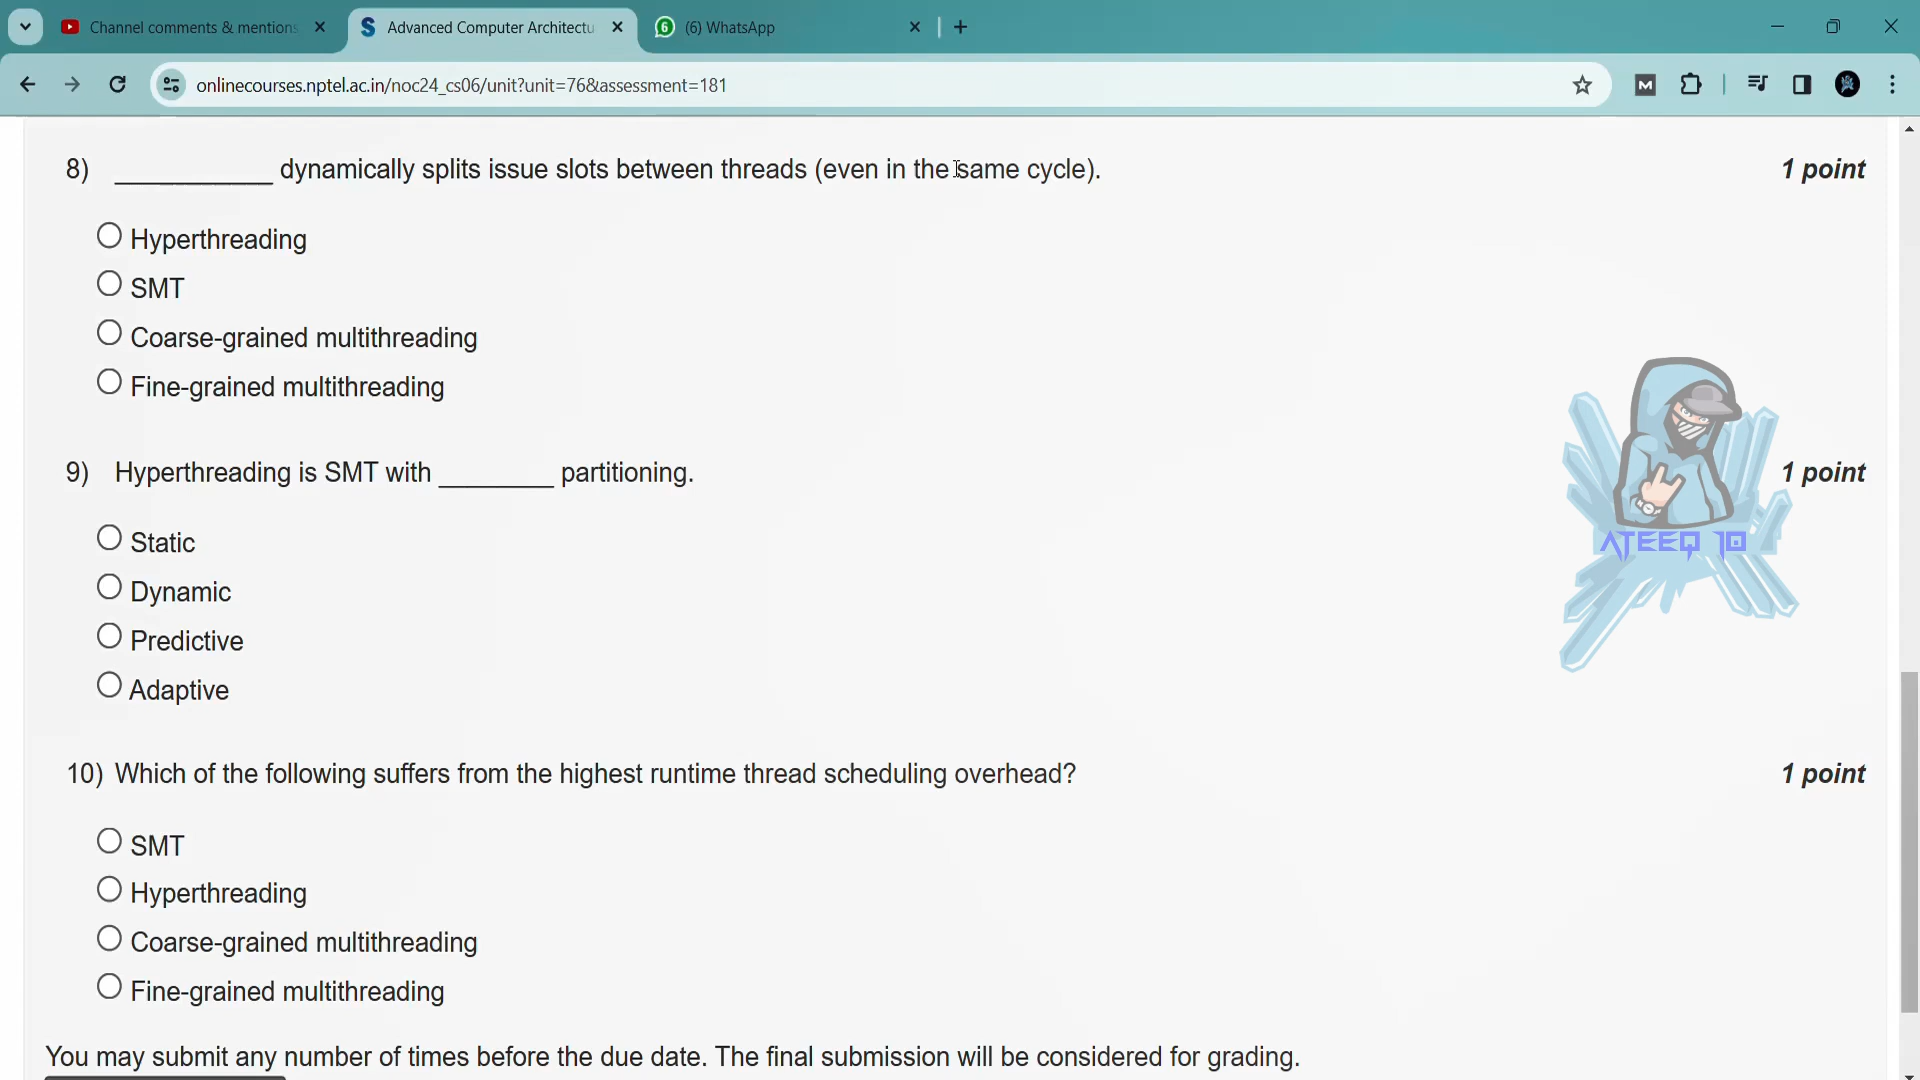 Channel comments & mentions
Advanced Computer Architectu
6
(6) WhatsApp
onlinecourses.nptel.ac.in/noc24_cs06/unit?unit=76&assessment=181
M
8) ___________ dynamically splits issue slots between threads (even in the same cycle).
1 point
Hyperthreading
SMT
Coarse-grained multithreading
Fine-grained multithreading
9) Hyperthreading is SMT with ________ partitioning.
1 point
ATEEQ 10
Static
Dynamic
Predictive
Adaptive
10) Which of the following suffers from the highest runtime thread scheduling overhead?
1 point
SMT
Hyperthreading
Coarse-grained multithreading
Fine-grained multithreading
You may submit any number of times before the due date. The final submission will be considered for grading.